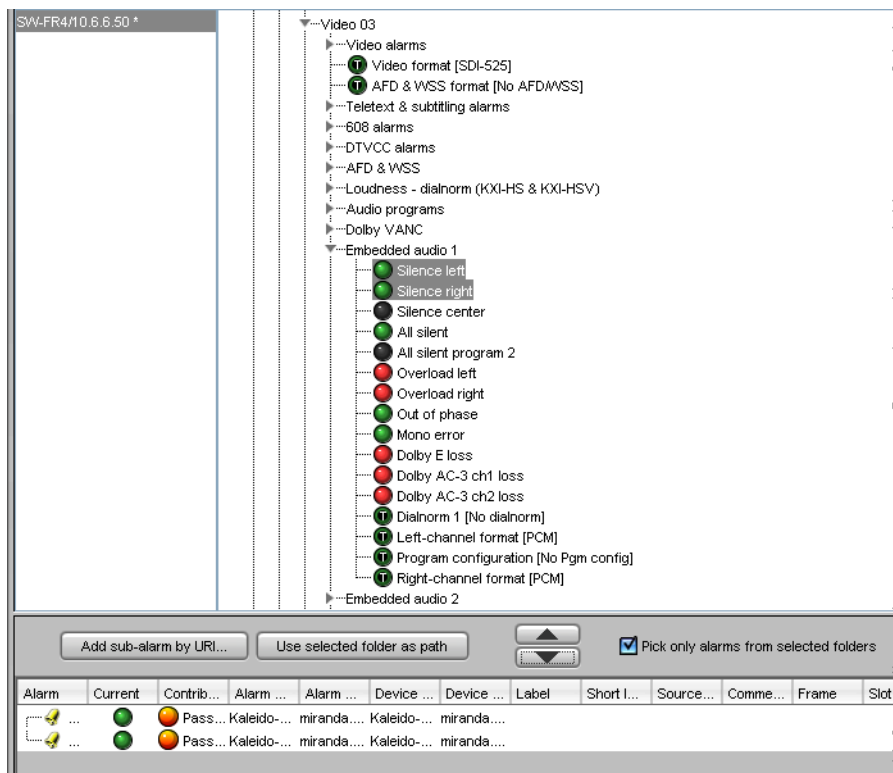 SW-FR4/10.6.6.50 *
Video 03
Video alarms
T Video format [SDI-525]
T AFD & WSS format [No AFD/WSS]
Teletext & subtitling alarms
608 alarms
DTVCC alarms
AFD & WSS
Loudness - dialnorm (KXI-HS & KXI-HSV)
Audio programs
Dolby VANC
Embedded audio 1
Silence left
Silence right
Silence center
All silent
All silent program 2
Overload left
Overload right
Out of phase
Mono error
Dolby E loss
Dolby AC-3 ch1 loss
Dolby AC-3 ch2 loss
T Dialnorm 1 [No dialnorm]
T Left-channel format [PCM]
T Program configuration [No Pgm config]
T Right-channel format [PCM]
Embedded audio 2
Add sub-alarm by URI... Use selected folder as path Pick only alarms from selected folders
Alarm Current Contrib... Alarm ... Alarm ... Device ... Device ... Label Short l... Source... Comme... Frame Slot
... Pass... Kaleido-... miranda.... Kaleido-... miranda....
... Pass... Kaleido-... miranda.... Kaleido-... miranda....